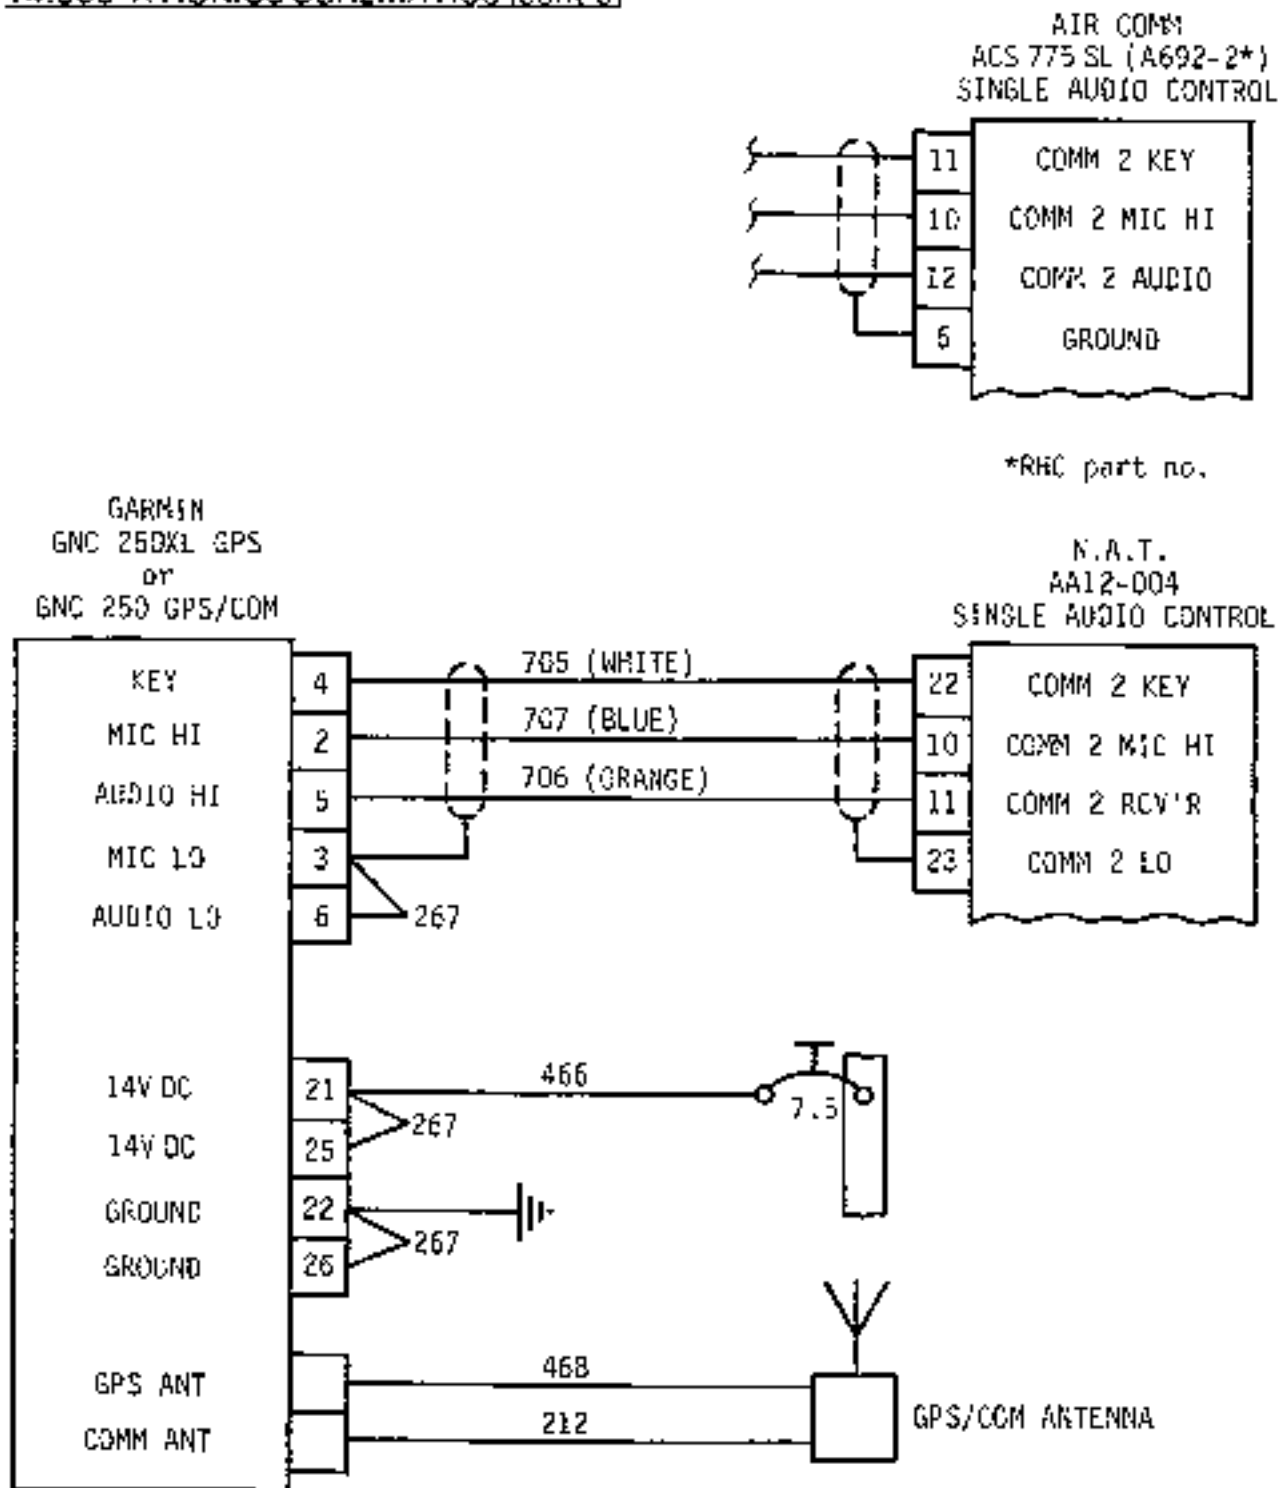 AIR COMM
ACS 775 SL (A692-2*)
SINGLE AUDIO CONTROL
11 COMM 2 KEY
10 COMM 2 MIC HI
12 COMM 2 AUDIO
GROUND
*RHC part no.
GARMIN
GNC 250XL GPS
or
GNC 250 GPS/COM
N.A.T.
AA12-004
SINGLE AUDIO CONTROL
KEY 4 705 (WHITE) 22 COMM 2 KEY
MIC HI 2 707 (BLUE) 10 COMM 2 MIC HI
AUDIO HI 5 706 (ORANGE) 11 COMM 2 RCV'R
MIC LO 3 23 COMM 2 LO
AUDIO LO 6 267
14V DC 21 466 7.5
267
14V DC 25
GROUND 22
267
GROUND 26
GPS ANT 468
GPS/COM ANTENNA
COMM ANT 212